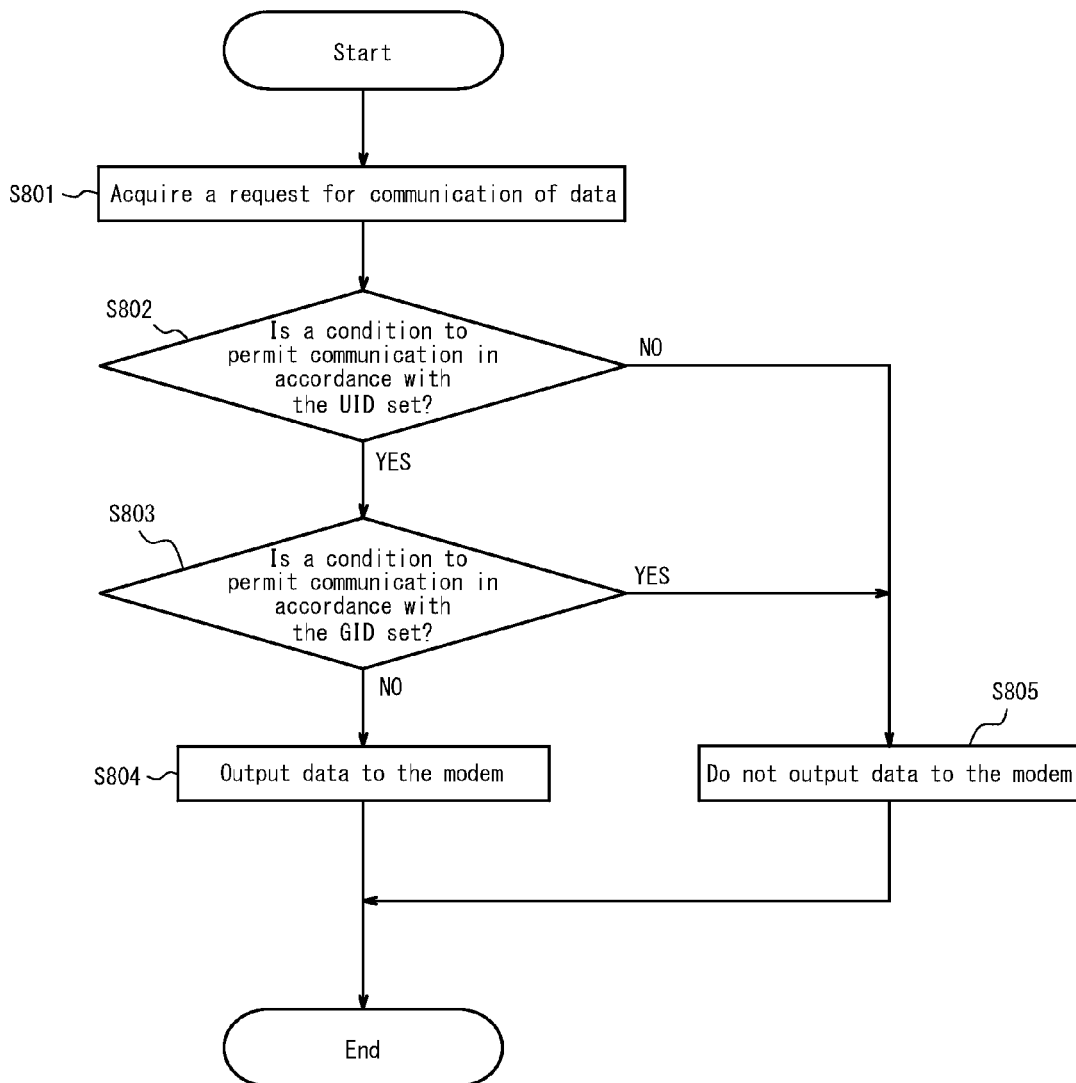 Start
S801
Acquire a request for communication of data
S802
Is a condition to
permit communication in
accordance with
the UID set?
NO
YES
S803
Is a condition to
permit communication in
accordance with
the GID set?
YES
NO
S804
Output data to the modem
S805
Do not output data to the modem
End